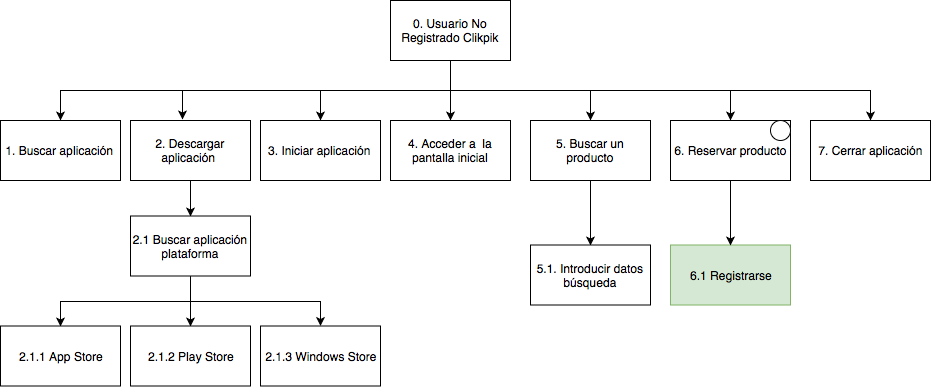 0. Usuario No
Registrado Clikpik
1. Buscar aplicación
2. Descargar
aplicación
3. Iniciar aplicación
4. Acceder a la
pantalla inicial
5. Buscar un
producto
6. Reservar producto
7. Cerrar aplicación
2.1 Buscar aplicación
plataforma
5.1. Introducir datos
búsqueda
6.1 Registrarse
2.1.1 App Store
2.1.2 Play Store
2.1.3 Windows Store